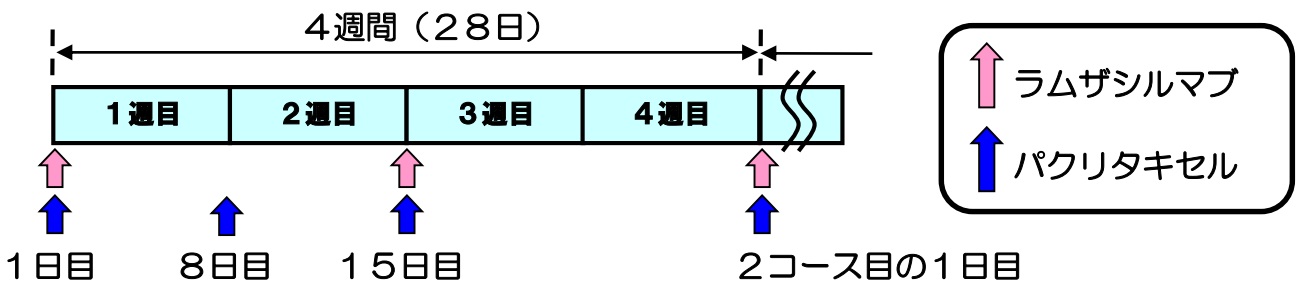 4週間（28日）
1週目
2週目
3週目
4週目
ラムザシルマブ
パクリタキセル
1日目
8日目
15日目
2コース目の1日目